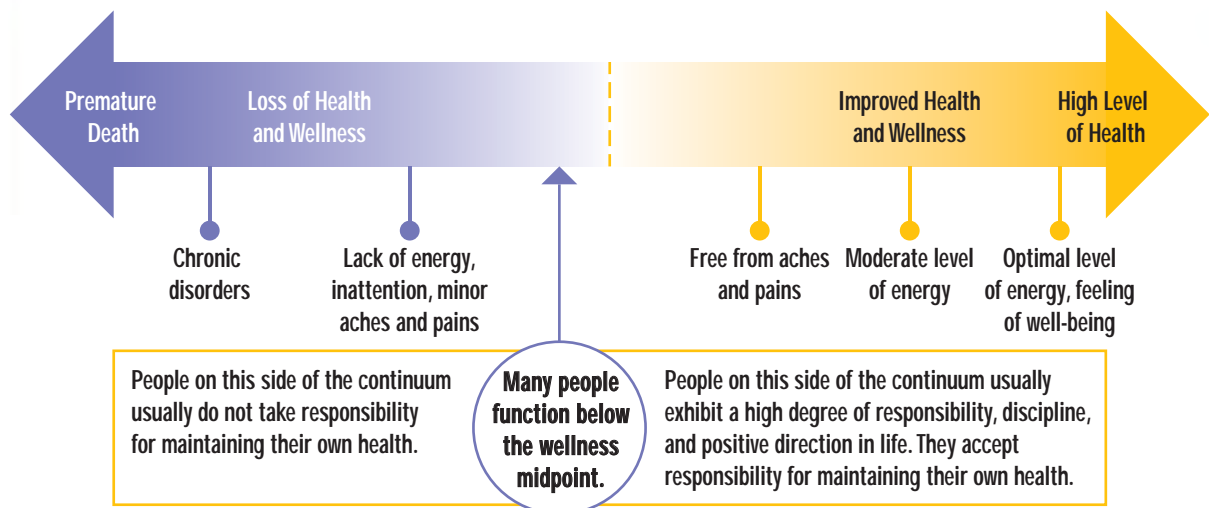 Premature
Death
Loss of Health
and Wellness
Improved Health
and Wellness
High Level
of Health
Chronic
disorders
Lack of energy,
inattention, minor
aches and pains
Free from aches
and pains
Moderate level
of energy
Optimal level
of energy, feeling
of well-being
People on this side of the continuum
usually do not take responsibility
for maintaining their own health.
Many people
function below
the wellness
midpoint.
People on this side of the continuum usually
exhibit a high degree of responsibility, discipline,
and positive direction in life. They accept
responsibility for maintaining their own health.